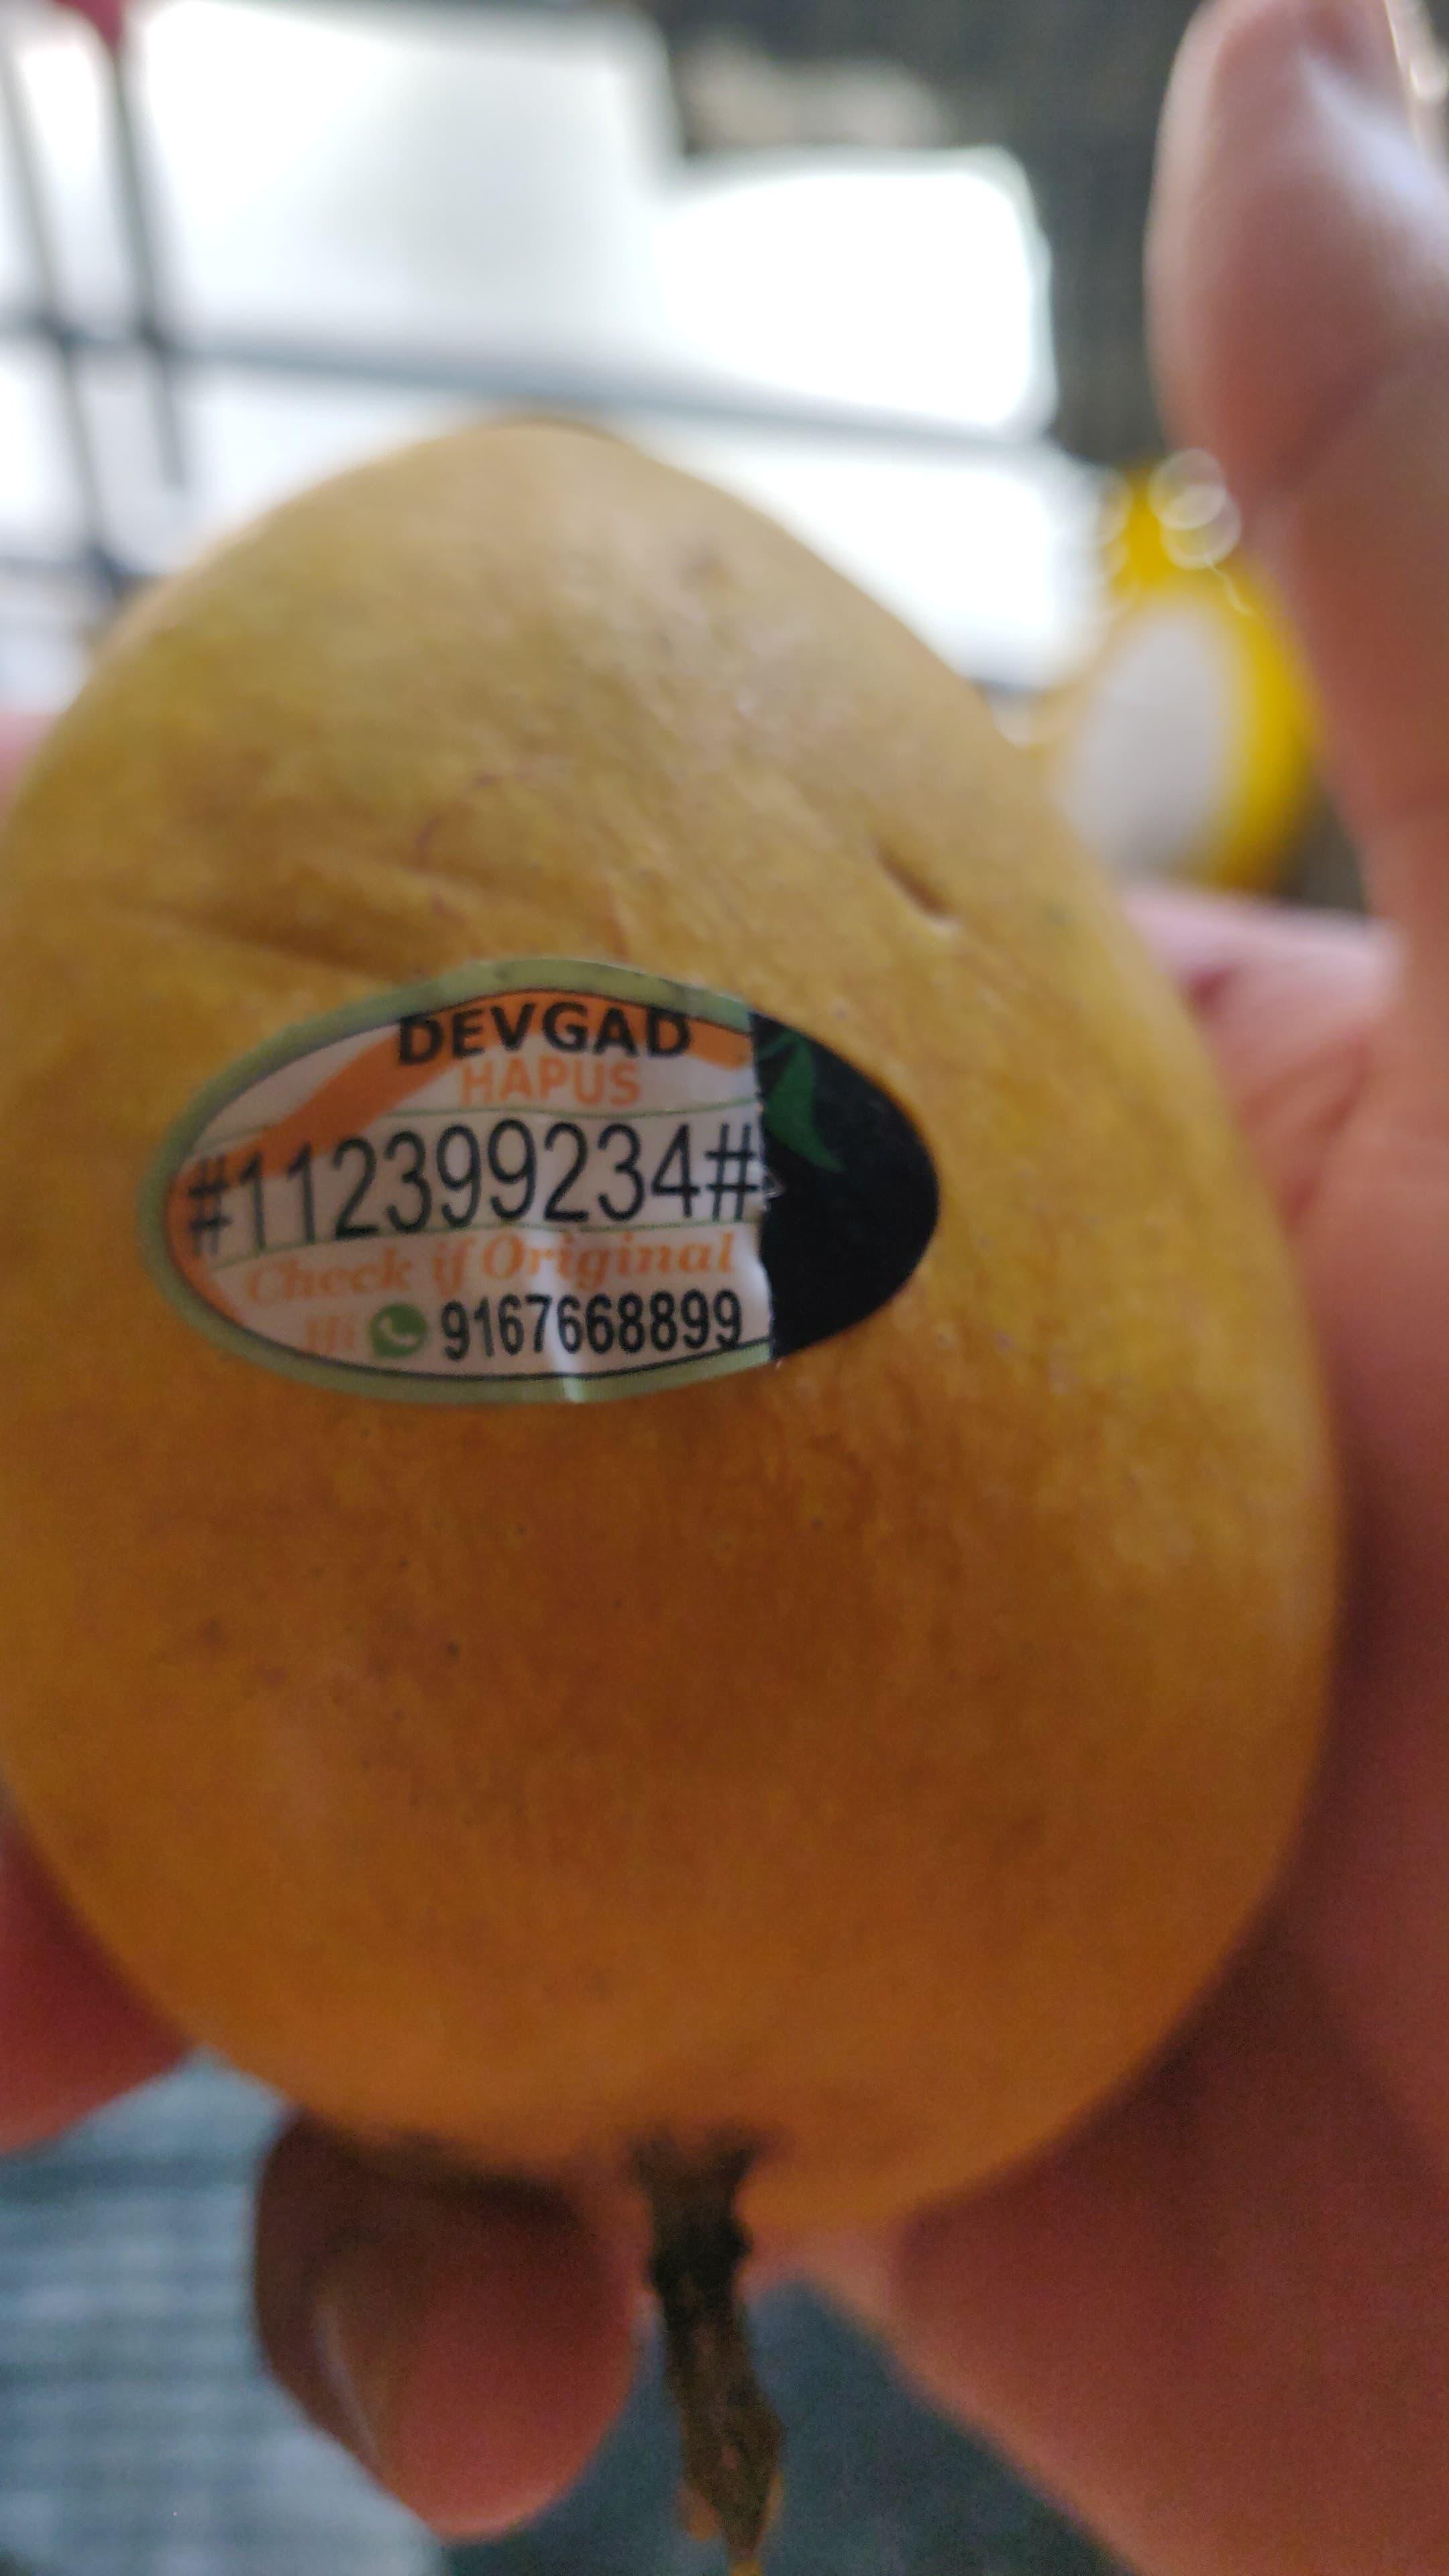 DEVGAD
HAPUS
#112399234#
Check if Original
9167668899